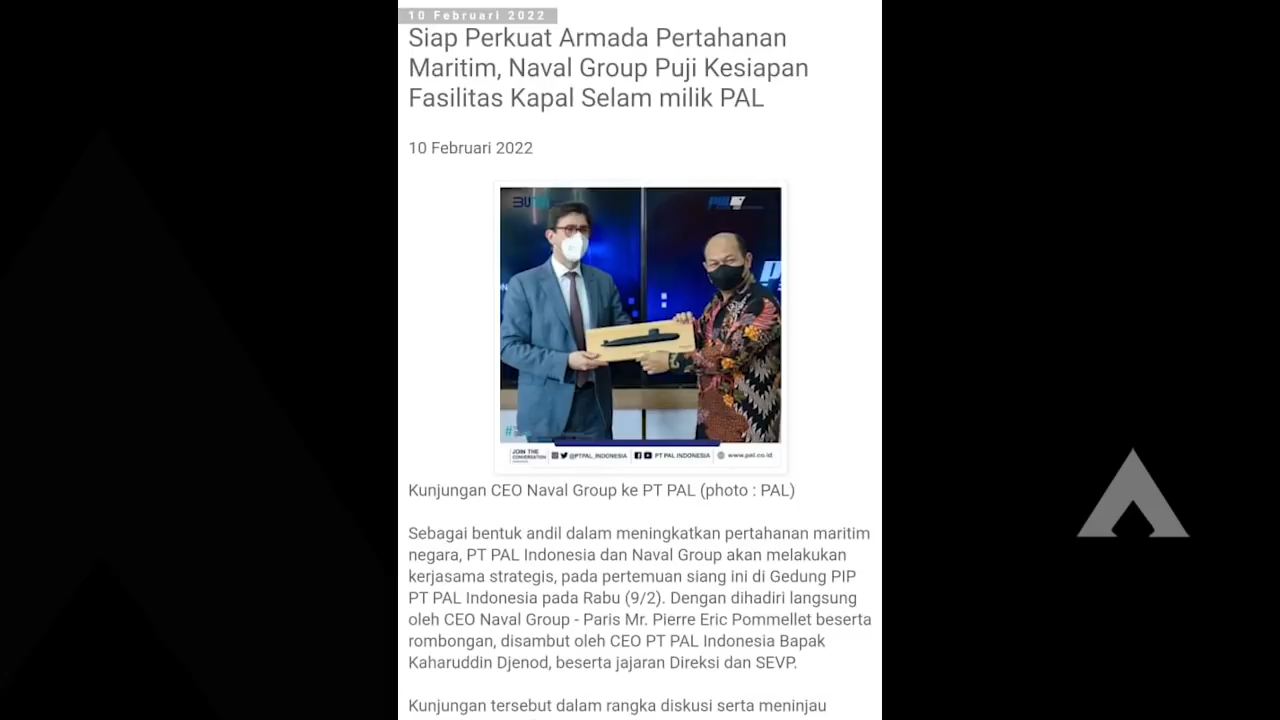 10 Februari 2022
Siap Perkuat Armada Pertahanan
Maritim, Naval Group Puji Kesiapan
Fasilitas Kapal Selam milik PAL
10 Februari 2022
JOIN THE
CONVERSATION
@PTPAL_INDONESIA
PT PAL INDONESIA
www.pal.co.id
Kunjungan CEO Naval Group ke PT PAL (photo : PAL)
Sebagai bentuk andil dalam meningkatkan pertahanan maritim
negara, PT PAL Indonesia dan Naval Group akan melakukan
kerjasama strategis, pada pertemuan siang ini di Gedung PIP
PT PAL Indonesia pada Rabu (9/2). Dengan dihadiri langsung
oleh CEO Naval Group - Paris Mr. Pierre Eric Pommellet beserta
rombongan, disambut oleh CEO PT PAL Indonesia Bapak
Kaharuddin Djenod, beserta jajaran Direksi dan SEVP.
Kunjungan tersebut dalam rangka diskusi serta meninjau